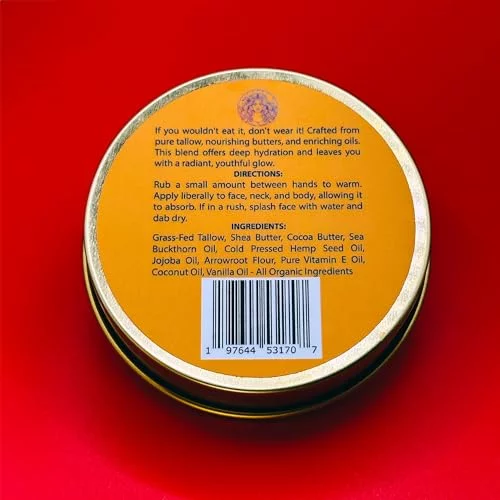 If you wouldn't eat it, don't wear it! Crafted from
pure tallow, nourishing butters, and enriching oils.
This blend offers deep hydration and leaves you
with a radiant, youthful glow.
DIRECTIONS:
Rub a small amount between hands to warm.
Apply liberally to face, neck, and body, allowing it
to absorb. If in a rush, splash face with water and
dab dry.
INGREDIENTS:
Grass-Fed Tallow, Shea Butter, Cocoa Butter, Sea
Buckthorn Oil, Cold Pressed Hemp Seed Oil,
Jojoba Oil, Arrowroot Flour, Pure Vitamin E Oil,
Coconut Oil, Vanilla Oil - All Organic Ingredients
1 97644 53170 7